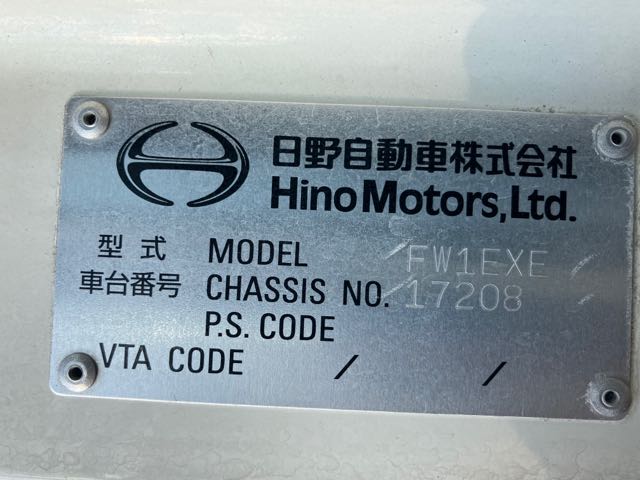 日野自動車株式会社
Hino Motors, Ltd.
型式 MODEL /FW1EXE/
車台番号 CHASSIS NO. /17208/
P.S. CODE
VTA CODE / /